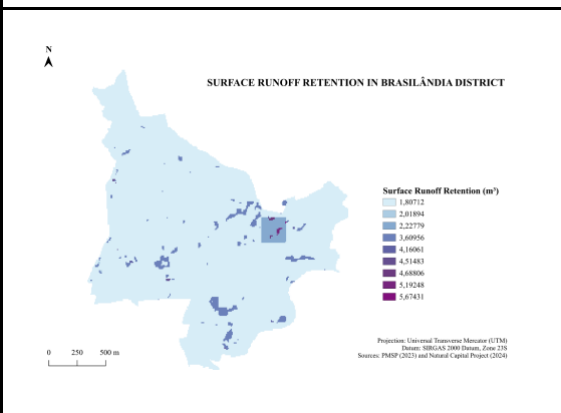 N
SURFACE RUNOFF RETENTION IN BRASILÂNDIA DISTRICT
Surface Runoff Retention (m³)
1,80712
2,01894
2,22779
3,60956
4,16061
4,51483
4,68806
5,19248
5,67431
Projection: Universal Transverse Mercator (UTM)
Datum: SIRGAS 2000 Datum, Zone 23S
Sources: PMSP (2023) and Natural Capital Project (2024)
0 250 500 m